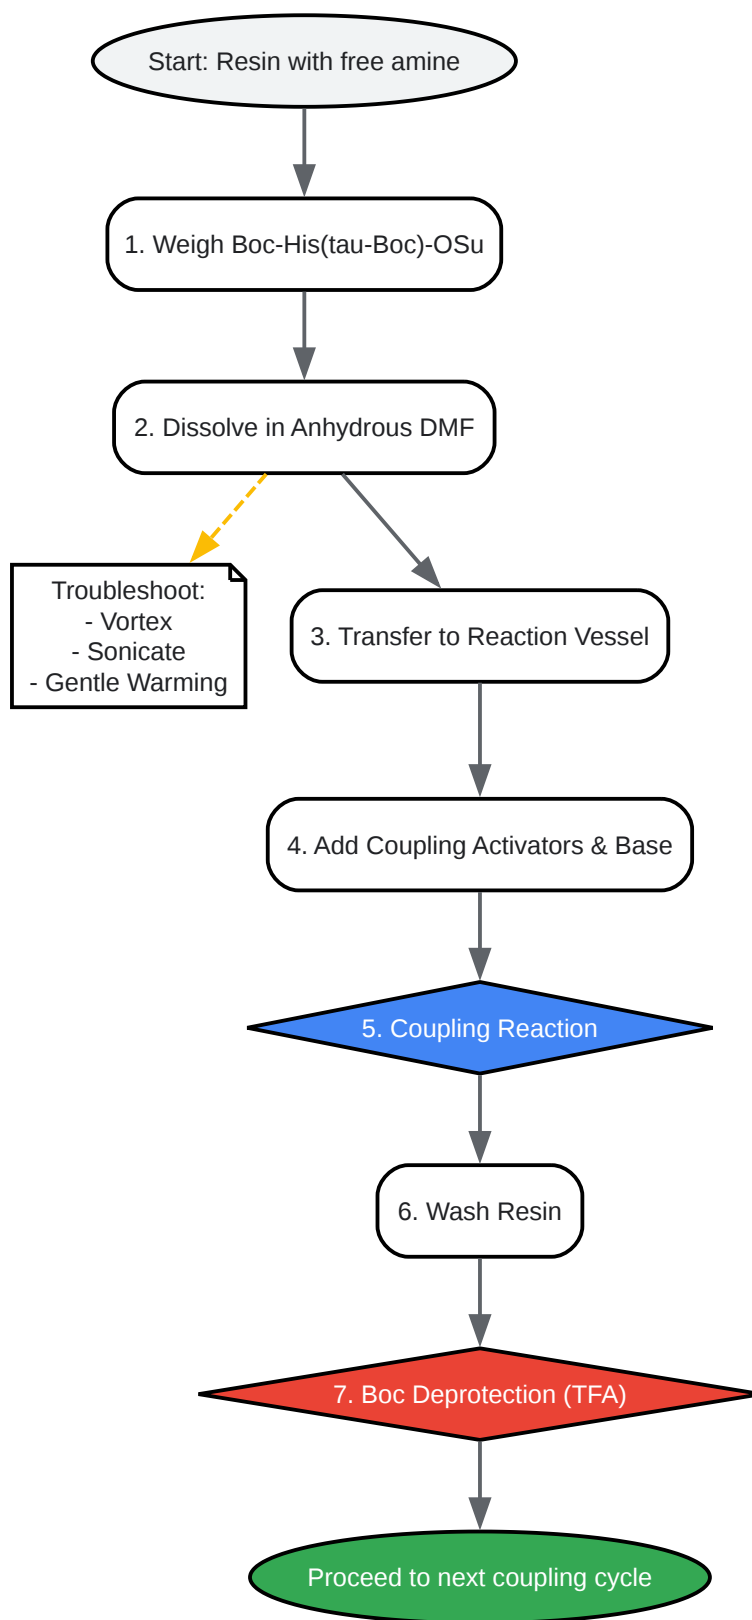 Start: Resin with free amine
1. Weigh Boc-His(tau-Boc)-OSu
2. Dissolve in Anhydrous DMF
Troubleshoot:
- Vortex
- Sonicate
- Gentle Warming
3. Transfer to Reaction Vessel
4. Add Coupling Activators & Base
5. Coupling Reaction
6. Wash Resin
7. Boc Deprotection (TFA)
Proceed to next coupling cycle